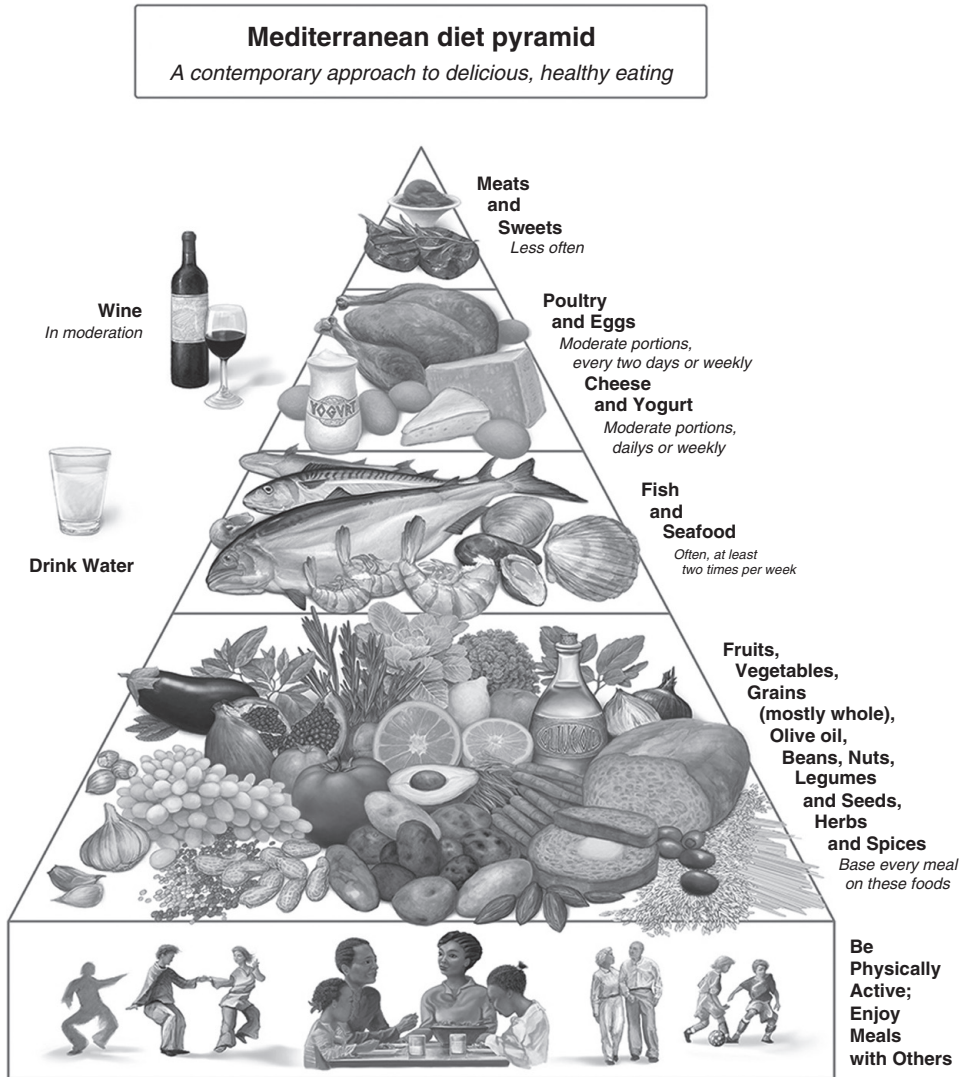 Mediterranean diet pyramid
A contemporary approach to delicious, healthy eating
Meats
and
Sweets
Less often
Wine
In moderation
Poultry
and Eggs
Moderate portions,
every two days or weekly
Cheese
and Yogurt
Moderate portions,
dailys or weekly
YOGURT
Drink Water
Fish
and
Seafood
Often, at least
two times per week
Fruits,
Vegetables,
Grains
(mostly whole),
Olive oil,
Beans, Nuts,
Legumes
and Seeds,
Herbs
and Spices
Base every meal
on these foods
OLIVE OIL
Be
Physically
Active;
Enjoy
Meals
with Others